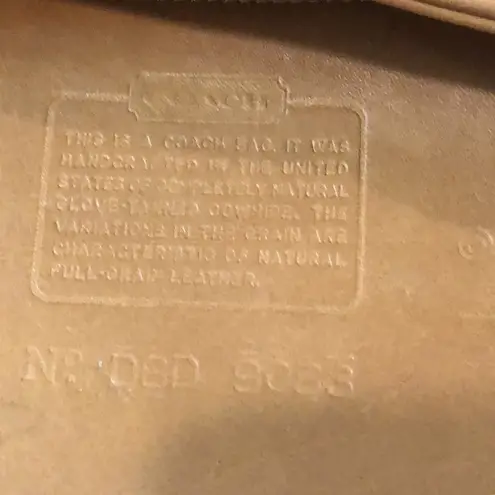 COACH
THIS IS A COACH BAG. IT WAS
HANDCRAFTED IN THE UNITED
STATES OF COMPLETELY NATURAL
GLOVE-TANNED COWHIDE. THE
VARIATIONS IN THE GRAIN ARE
CHARACTERISTIC OF NATURAL
FULL-GRAIN LEATHER.
Nº